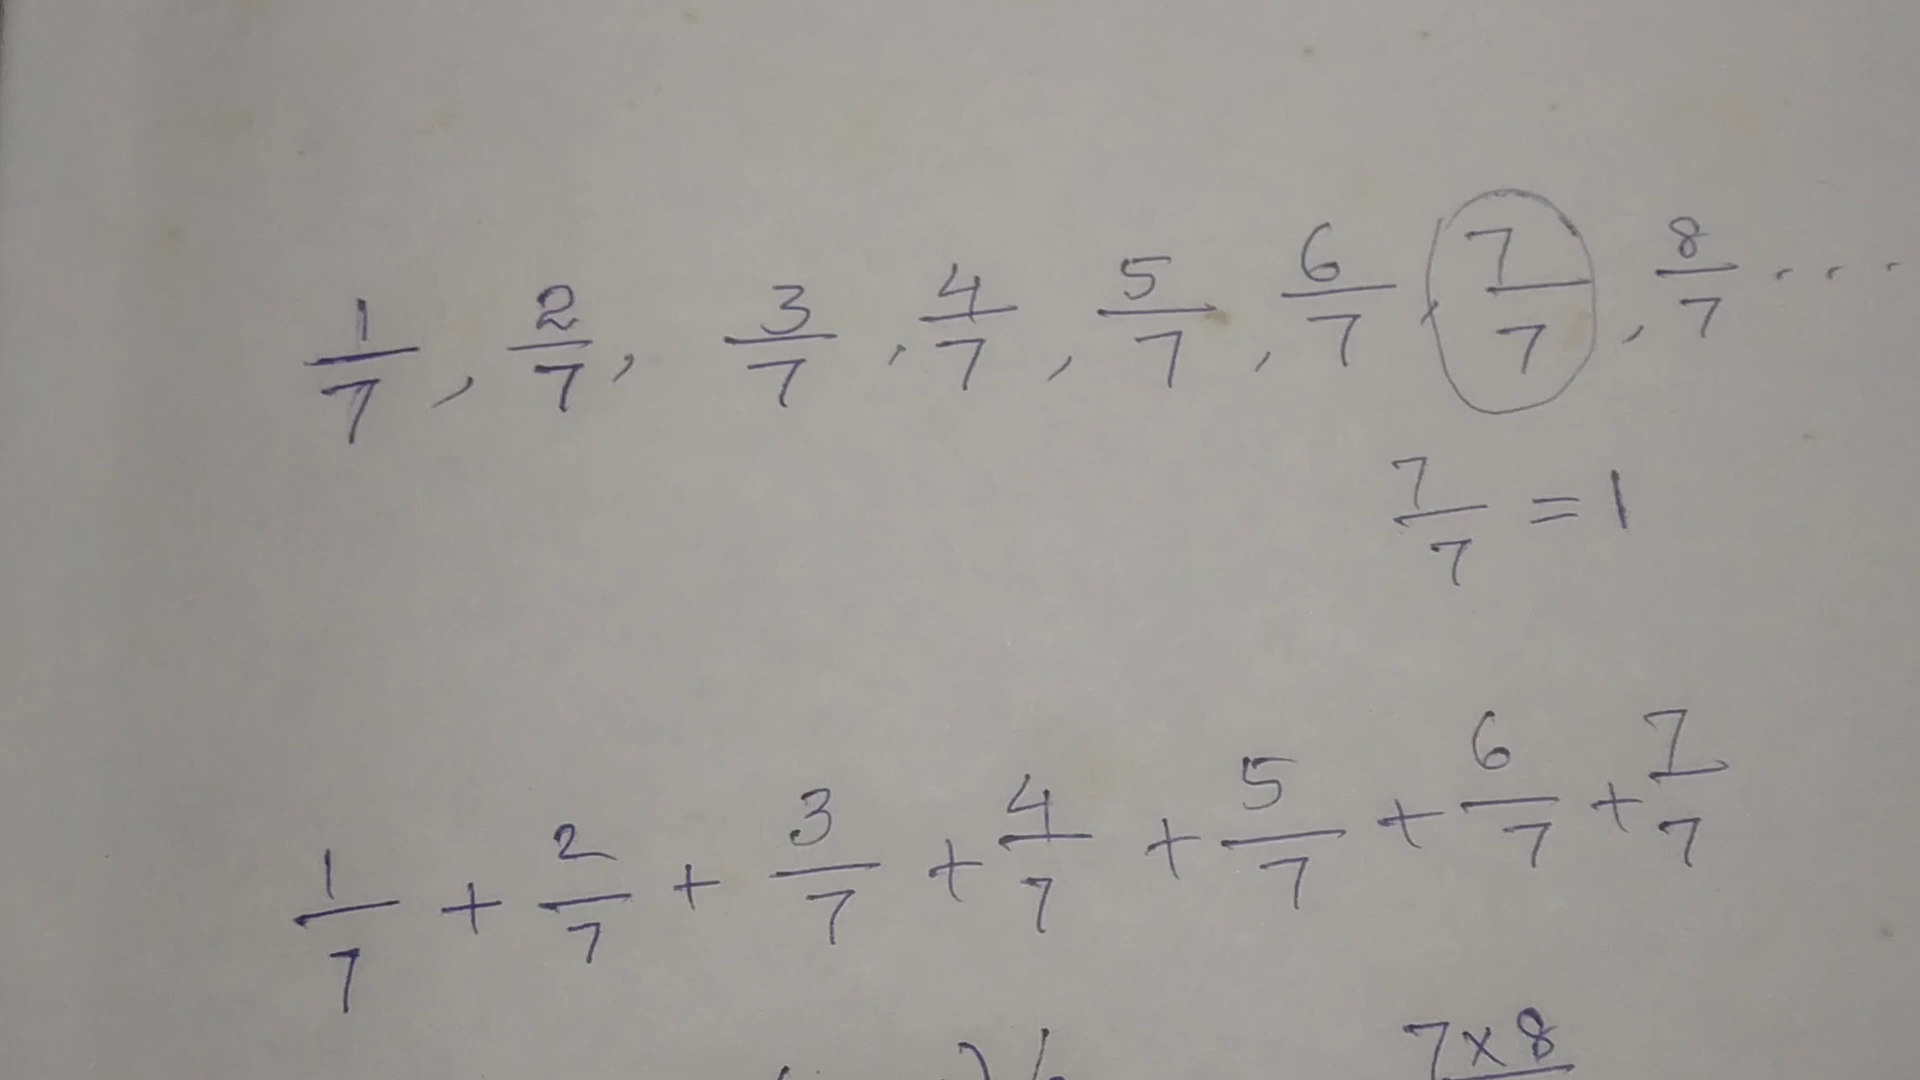 1/7, 2/7, 3/7, 4/7, 5/7, 6/7, 7/7, 8/7 ...
7/7 = 1
1/7 + 2/7 + 3/7 + 4/7 + 5/7 + 6/7 + 7/7
7 x 8